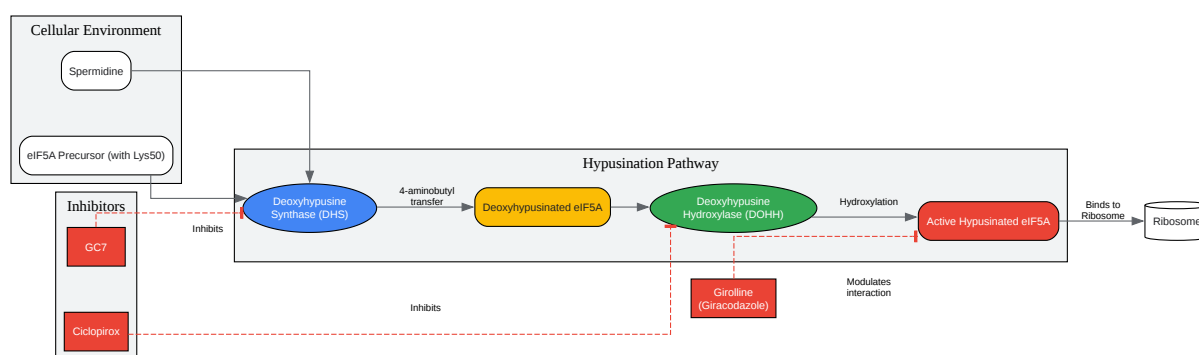 Cellular Environment
Spermidine
eIF5A Precursor (with Lys50)
Inhibitors
GC7
Ciclopirox
Inhibits
Hypusination Pathway
Deoxyhypusine
Synthase (DHS)
4-aminobutyl
transfer
Deoxyhypusinated eIF5A
Deoxyhypusine
Hydroxylase (DOHH)
Hydroxylation
Active Hypusinated eIF5A
Binds to
Ribosome
Ribosome
Inhibits
Girolline
(Giracodazole)
Modulates
interaction